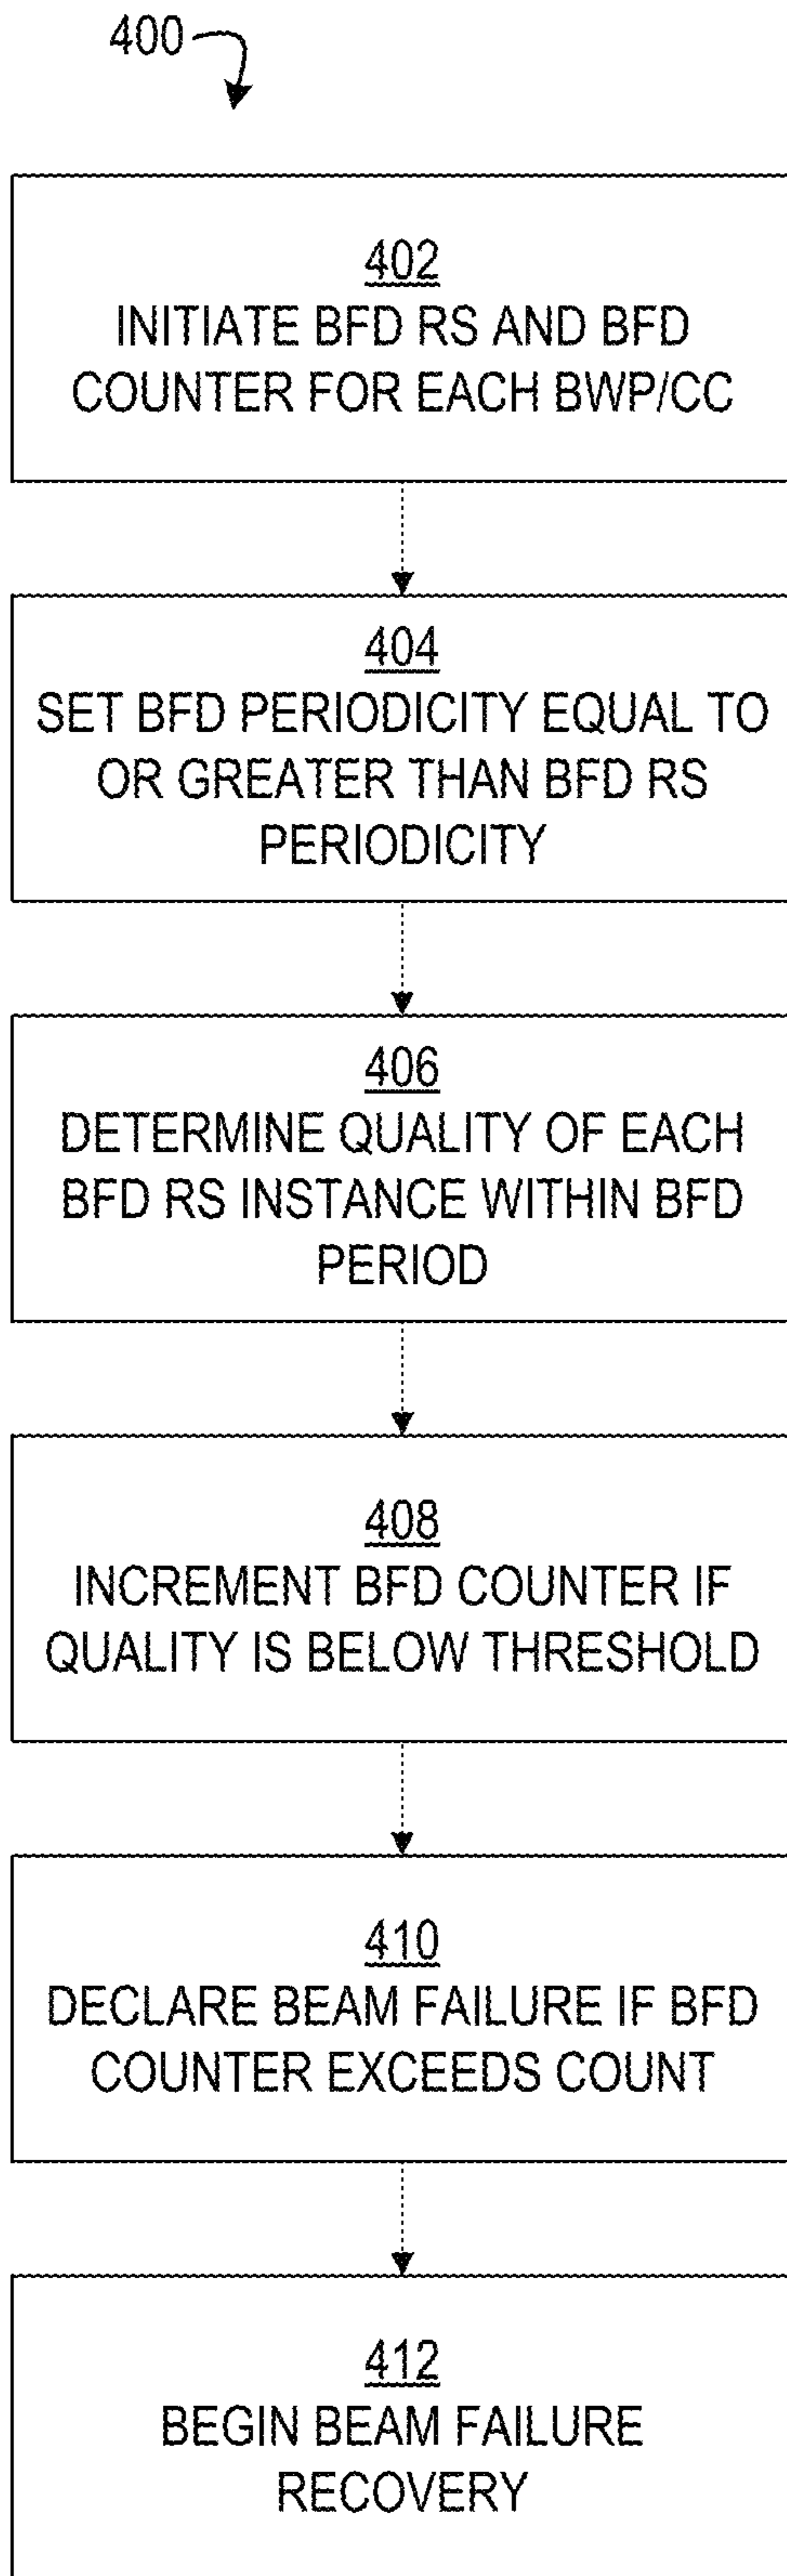 400
402
INITIATE BFD RS AND BFD
COUNTER FOR EACH BWP/CC
404
SET BFD PERIODICITY EQUAL TO
OR GREATER THAN BFD RS
PERIODICITY
406
DETERMINE QUALITY OF EACH
BFD RS INSTANCE WITHIN BFD
PERIOD
408
INCREMENT BFD COUNTER IF
QUALITY IS BELOW THRESHOLD
410
DECLARE BEAM FAILURE IF BFD
COUNTER EXCEEDS COUNT
412
BEGIN BEAM FAILURE
RECOVERY